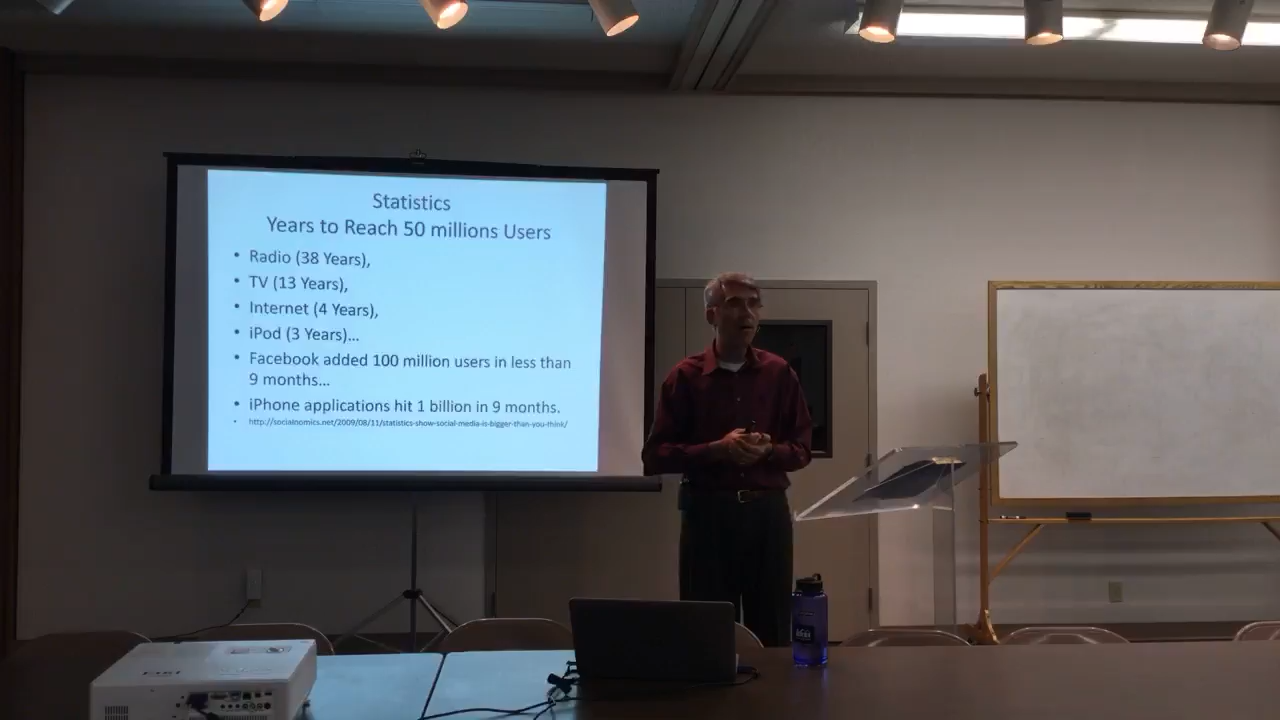 Statistics
Years to Reach 50 millions Users
• Radio (38 Years),
• TV (13 Years),
• Internet (4 Years),
• iPod (3 Years)...
• Facebook added 100 million users in less than
9 months...
• iPhone applications hit 1 billion in 9 months.
• http://socialnomics.net/2009/08/11/statistics-show-social-media-is-bigger-than-you-think/